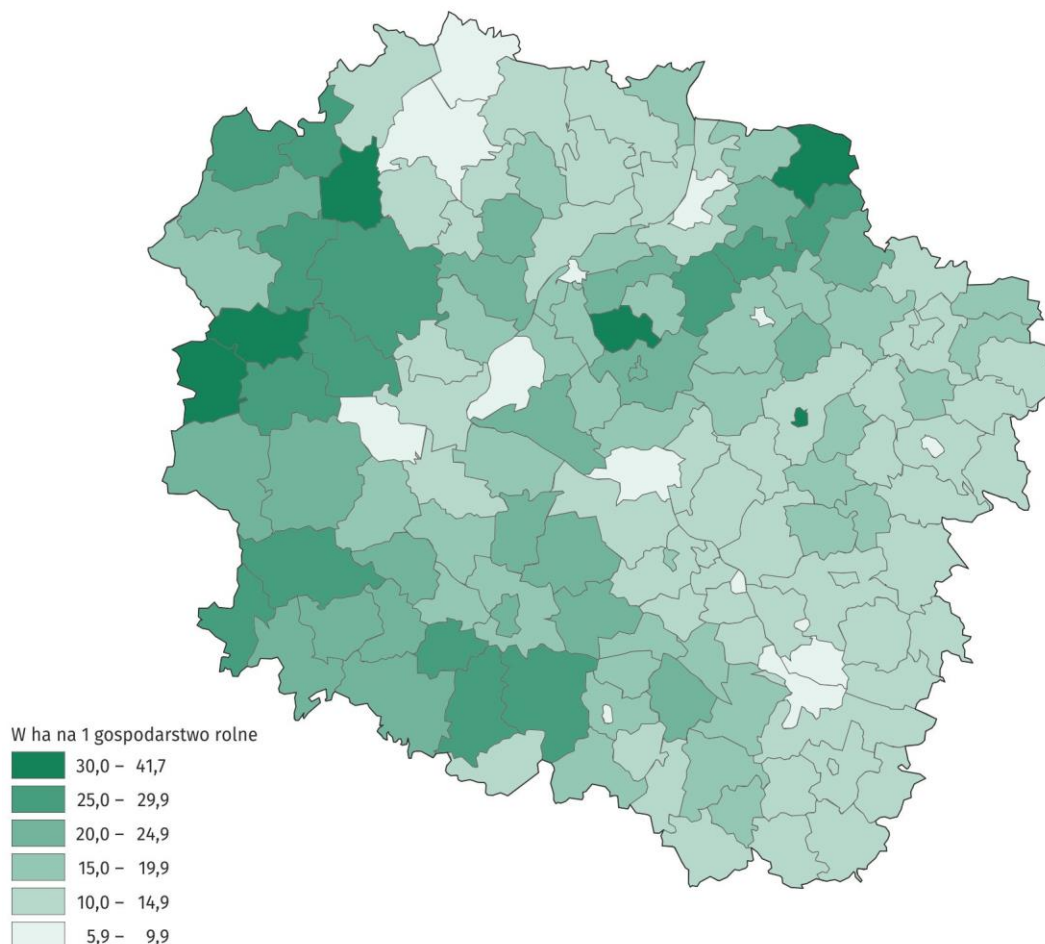 W ha na 1 gospodarstwo rolne
30,0 – 41,7
25,0 – 29,9
20,0 – 24,9
15,0 – 19,9
10,0 – 14,9
5,9 – 9,9